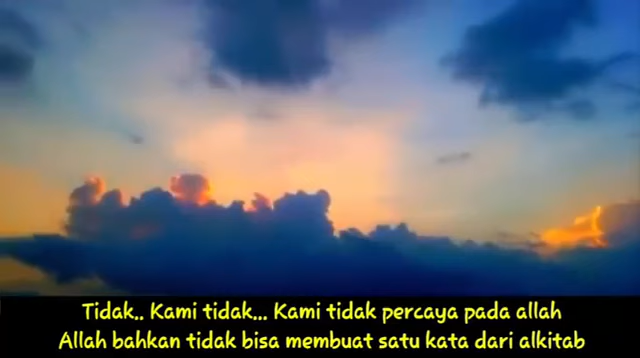 Tidak.. Kami tidak... Kami tidak percaya pada allah
Allah bahkan tidak bisa membuat satu kata dari alkitab